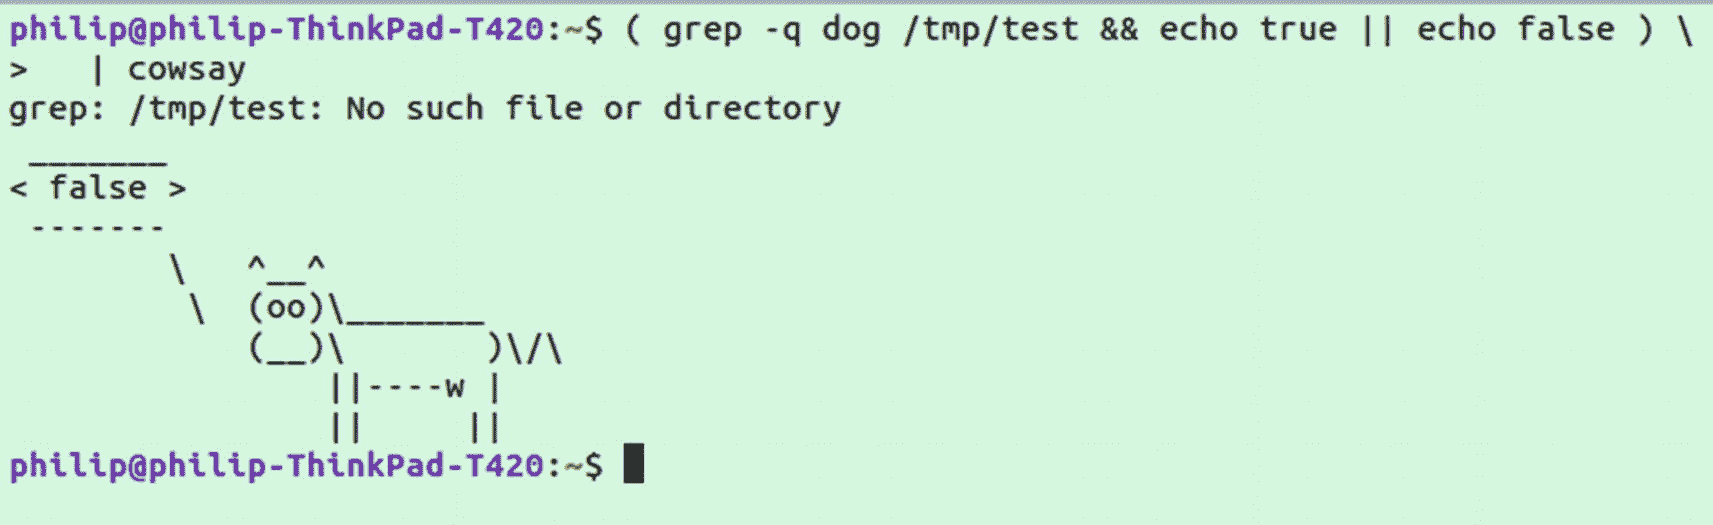 philip@philip-ThinkPad-T420:~$ ( grep -q dog /tmp/test && echo true || echo false ) \
>   | cowsay
grep: /tmp/test: No such file or directory
 _______
< false >
 -------
        \   ^__^
         \  (oo)\_______
            (__)\       )\/\
                ||----w |
                ||     ||
philip@philip-ThinkPad-T420:~$